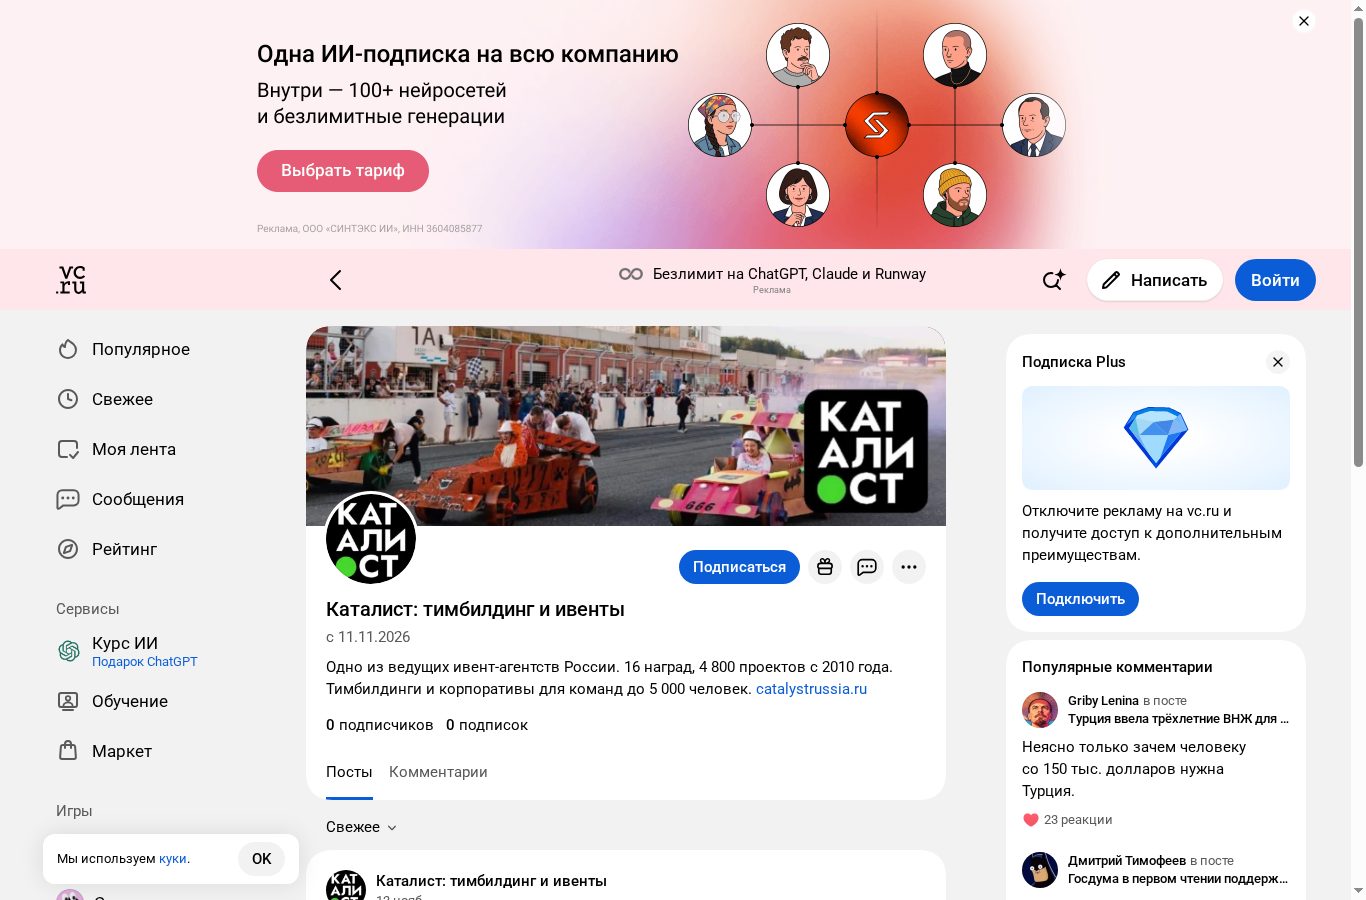 Одна ИИ-подписка на всю компанию
Внутри — 100+ нейросетей
и безлимитные генерации
Выбрать тариф
Реклама, ООО «СИНТЭКС ИИ», ИНН 3604085877
vc
.ru
Безлимит на ChatGPT, Claude и Runway
Реклама
Написать
Войти
Популярное
Свежее
Моя лента
Сообщения
Рейтинг
Сервисы
Курс ИИ
Подарок ChatGPT
Обучение
Маркет
Игры
Мы используем куки.
OK
1A
КАТ
АЛИ
СТ
666
КАТ
АЛИ
СТ
Подписаться
Каталист: тимбилдинг и ивенты
с 11.11.2026
Одно из ведущих ивент-агентств России. 16 наград, 4 800 проектов с 2010 года.
Тимбилдинги и корпоративы для команд до 5 000 человек. catalystrussia.ru
0 подписчиков 0 подписок
Посты Комментарии
Свежее
КАТ
АЛИ
Каталист: тимбилдинг и ивенты
Подписка Plus
Отключите рекламу на vc.ru и
получите доступ к дополнительным
преимуществам.
Подключить
Популярные комментарии
Griby Lenina в посте
Турция ввела трёхлетние ВНЖ для ...
Неясно только зачем человеку
со 150 тыс. долларов нужна
Турция.
23 реакции
Дмитрий Тимофеев в посте
Госдума в первом чтении поддерж...